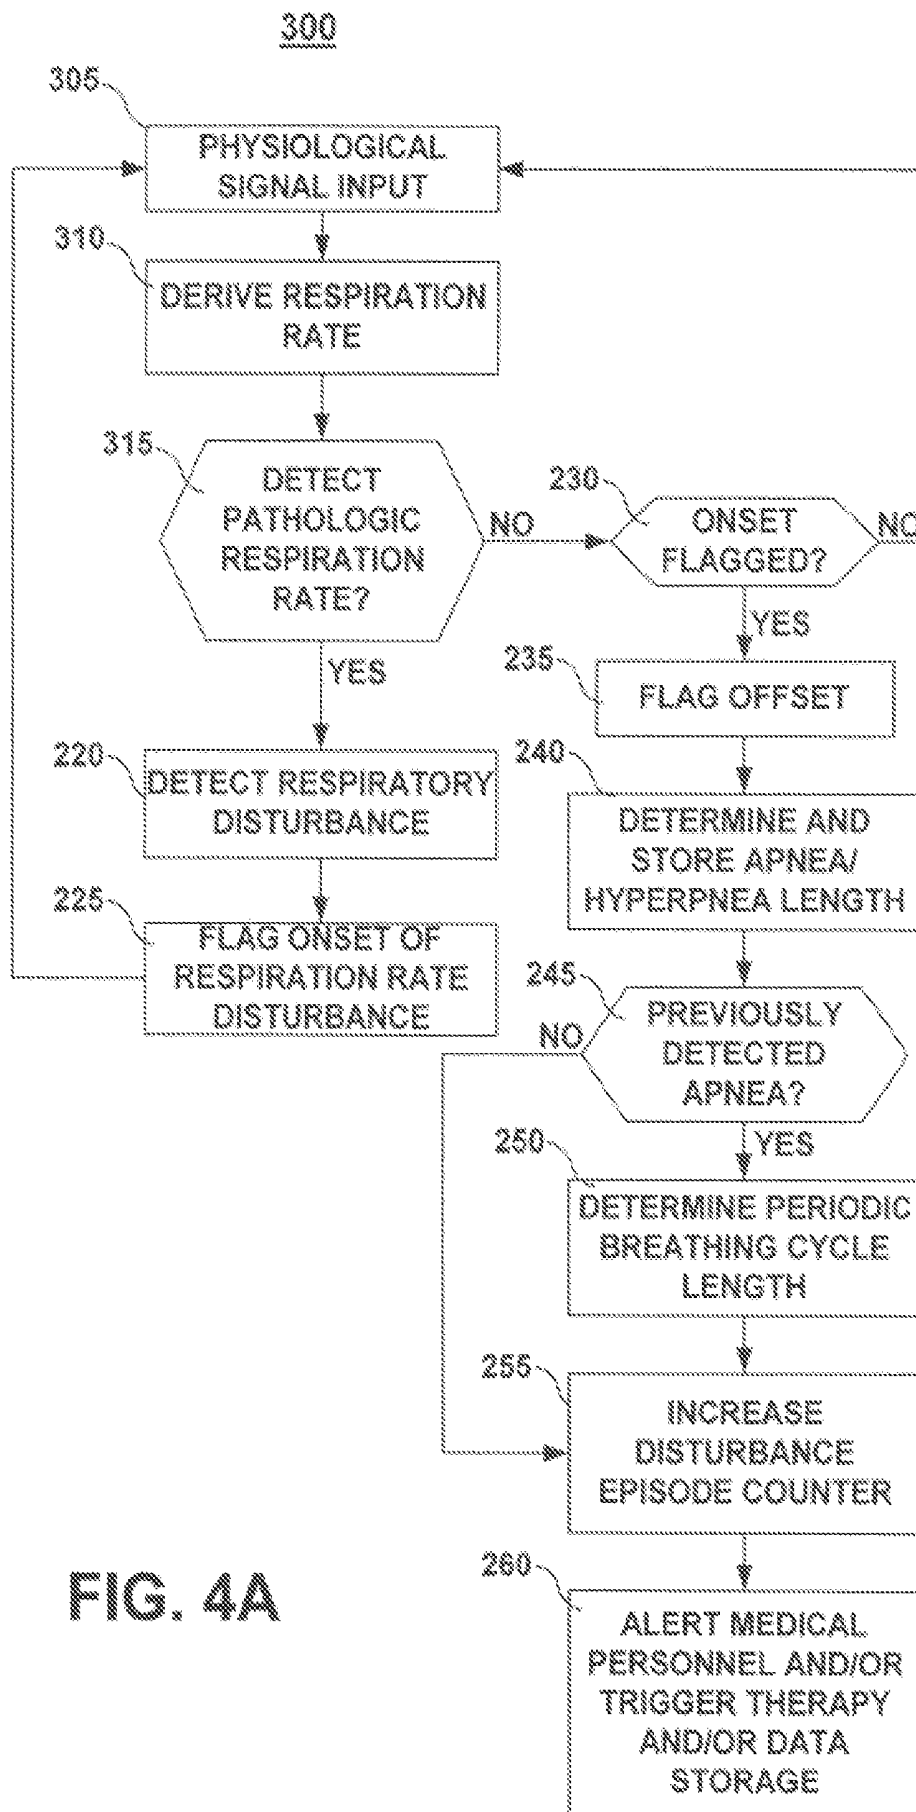 300
305
PHYSIOLOGICAL
SIGNAL INPUT
310
DERIVE RESPIRATION
RATE
315
DETECT
PATHOLOGIC
RESPIRATION
RATE?
NO
YES
220
DETECT RESPIRATORY
DISTURBANCE
225
FLAG ONSET OF
RESPIRATION RATE
DISTURBANCE
230
ONSET
FLAGGED?
NO
YES
235
FLAG OFFSET
240
DETERMINE AND
STORE APNEA/
HYPERPNEA LENGTH
245
PREVIOUSLY
DETECTED
APNEA?
NO
YES
250
DETERMINE PERIODIC
BREATHING CYCLE
LENGTH
255
INCREASE
DISTURBANCE
EPISODE COUNTER
260
ALERT MEDICAL
PERSONNEL AND/OR
TRIGGER THERAPY
AND/OR DATA
STORAGE
FIG. 4A